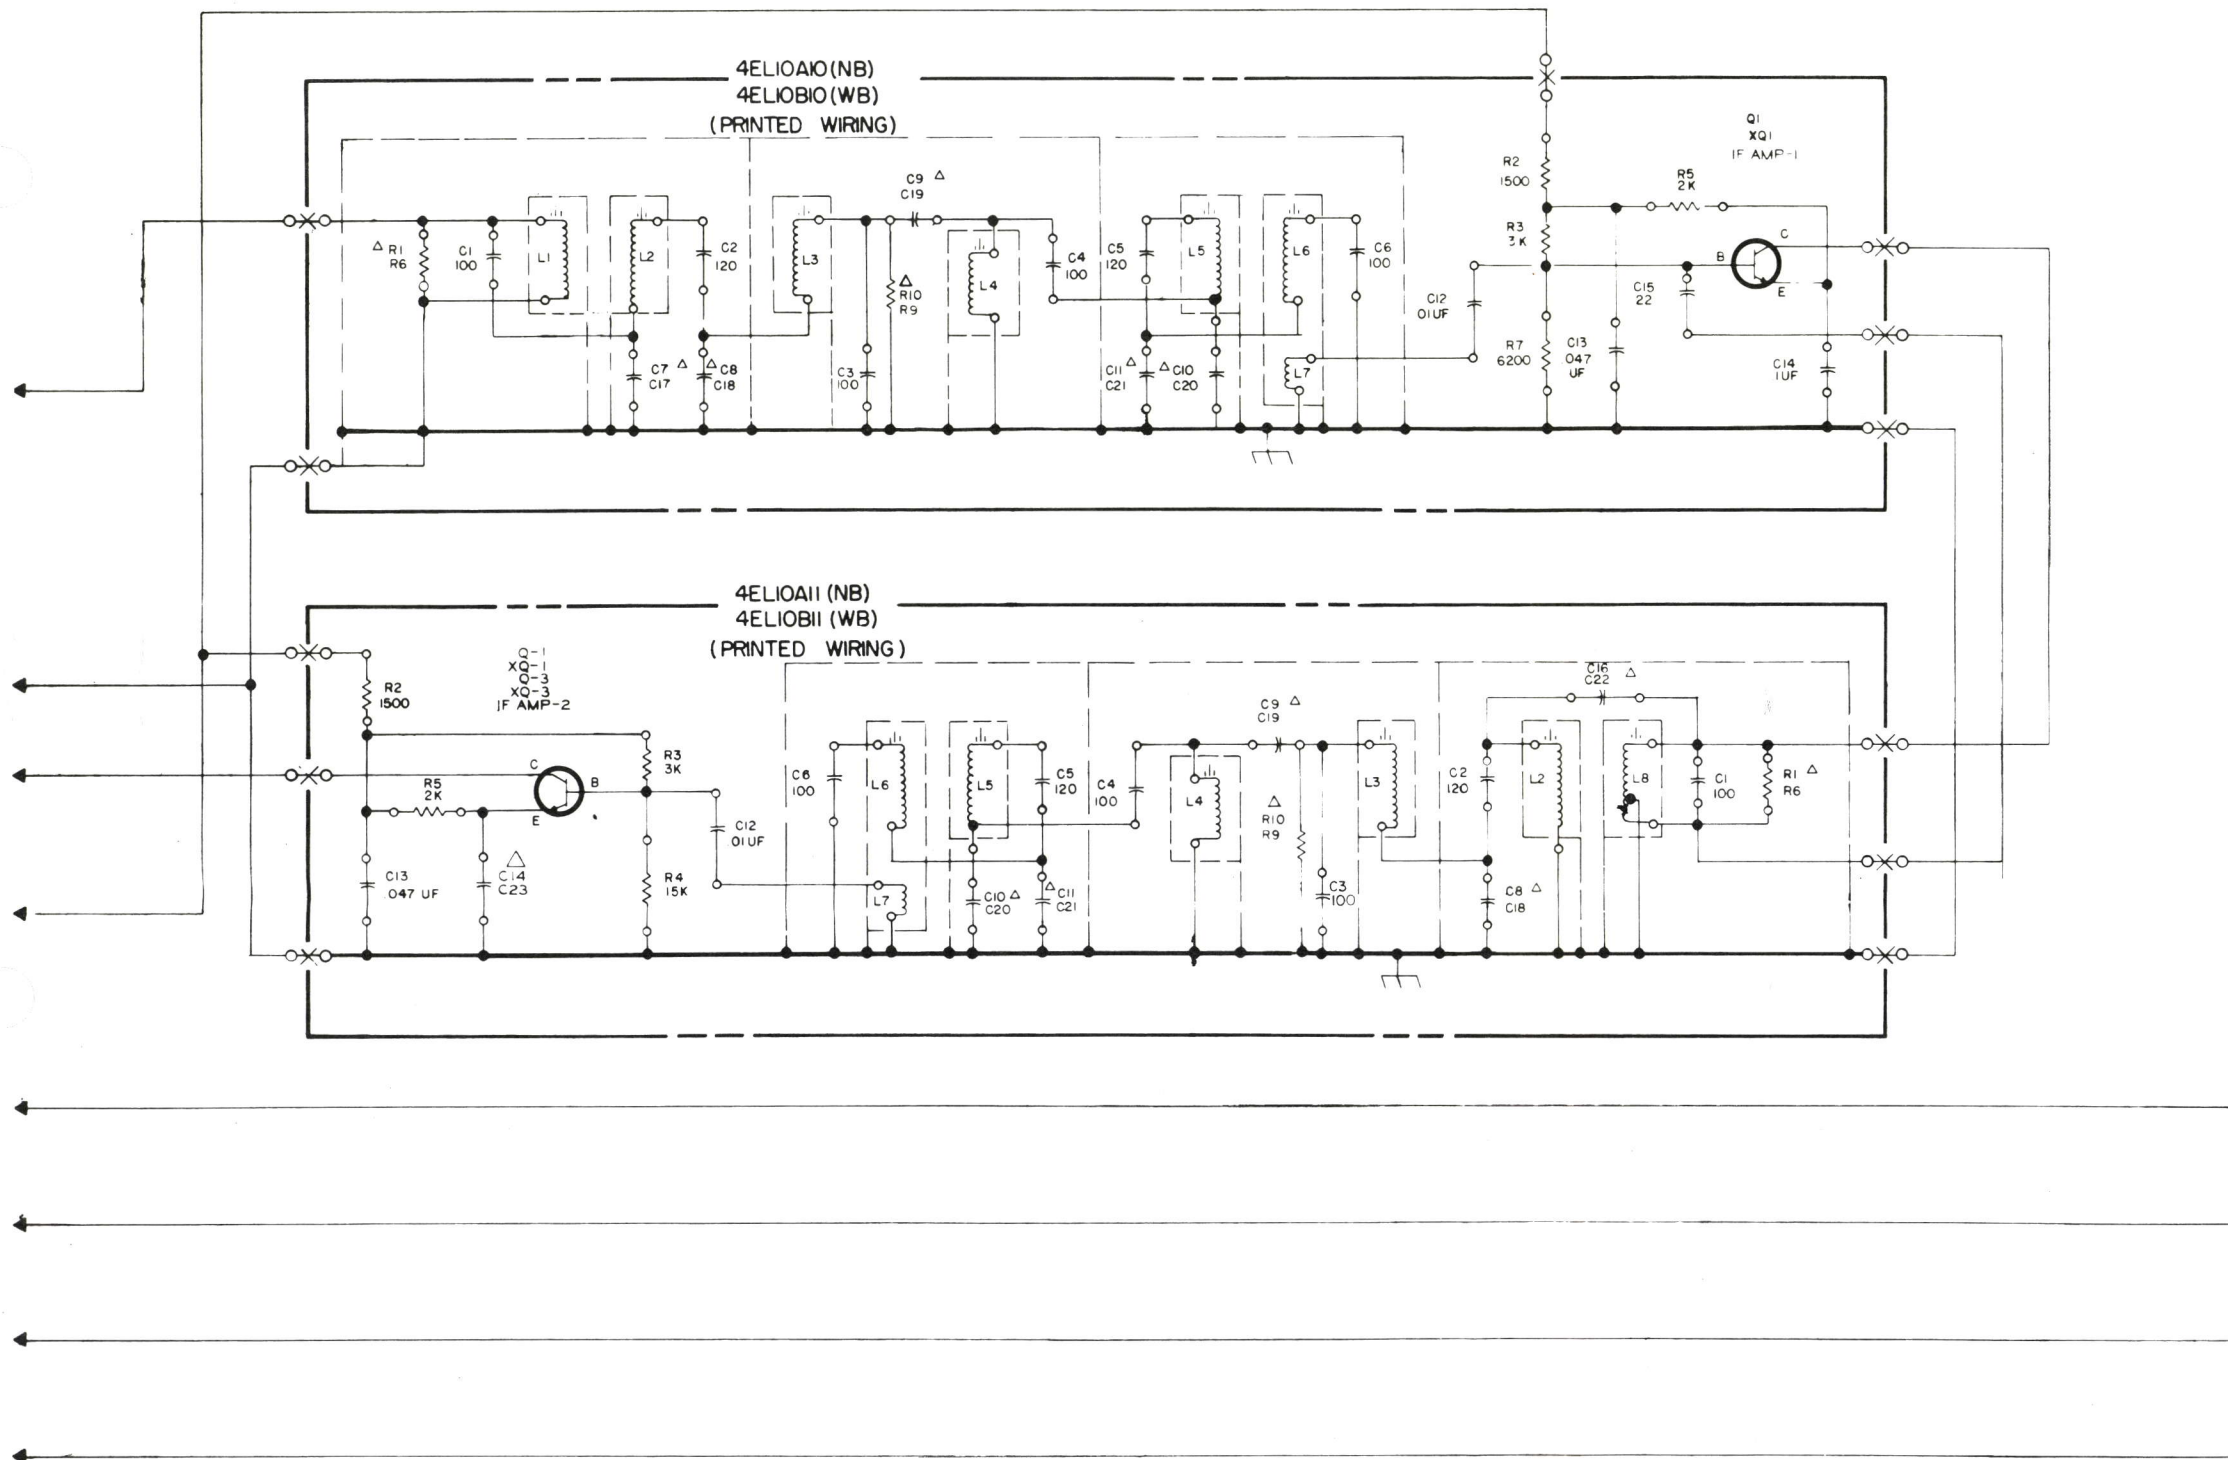 4EL10A10 (NB)
4EL10B10 (WB)
(PRINTED WIRING)
Q1
XQ1
IF AMP-1
R2
1500
R5
2K
R3
3K
C
B
E
C9 △
C19
△ R1
R6
C1
100
L1
L2
C2
120
L3
△
R10
R9
L4
C4
100
C5
120
L5
L6
C6
100
C12
.01UF
C15
22
C7 △
C17
△ C8
C18
C3
100
C11 △
C21
△ C10
C20
L7
R7
6200
C13
.047
UF
C14
.1UF
4EL10A11 (NB)
4EL10B11 (WB)
(PRINTED WIRING)
Q-1
XQ-1
Q-3
XQ-3
IF AMP-2
R2
1500
R3
3K
C
B
E
R5
2K
C13
.047 UF
△
C14
C23
R4
15K
C12
.01UF
C6
100
L6
L5
C5
120
L7
C10 △
C20
△ C11
C21
C4
100
L4
C9 △
C19
△
R10
R9
L3
C3
100
C16 △
C22
C2
120
L2
L8
C1
100
R1 △
R6
C8 △
C18